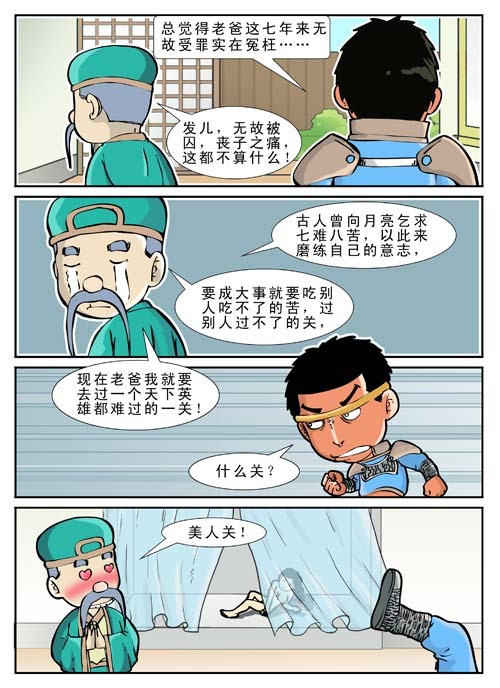 总觉得老爸这七年来无
故受罪实在冤枉……
发儿，无故被
囚，丧子之痛，
这都不算什么！
古人曾向月亮乞求
七难八苦，以此来
磨练自己的意志，
要成大事就要吃别
人吃不了的苦，过
别人过不了的关，
现在老爸我就要
去过一个天下英
雄都难过的一关！
什么关？
美人关！